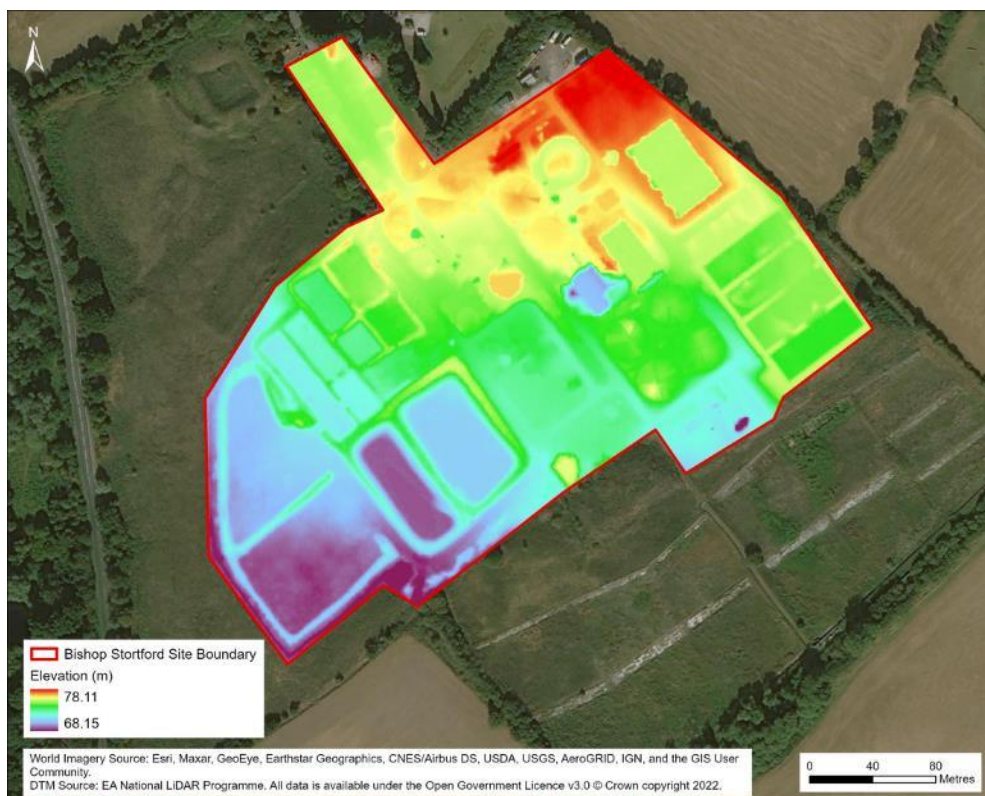 N
Bishop Stortford Site Boundary
Elevation (m)
78.11
68.15
World Imagery Source: Esri, Maxar, GeoEye, Earthstar Geographics, CNES/Airbus DS, USDA, USGS, AeroGRID, IGN, and the GIS User
Community.
DTM Source: EA National LiDAR Programme. All data is available under the Open Government Licence v3.0 © Crown copyright 2022.
0 40 80
Metres